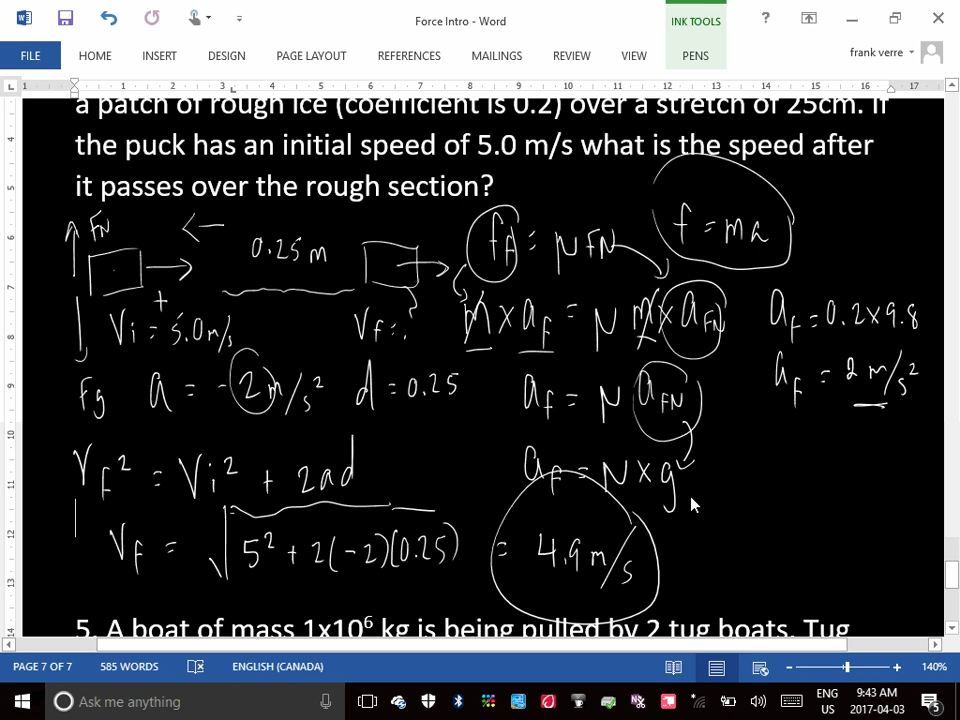 Force Intro - Word
INK TOOLS
FILE
HOME
INSERT
DESIGN
PAGE LAYOUT
REFERENCES
MAILINGS
REVIEW
VIEW
PENS
frank verre
a patch of rough ice (coefficient is 0.2) over a stretch of 25cm. If
the puck has an initial speed of 5.0 m/s what is the speed after
it passes over the rough section?
FN
0.25 m
ff = μFN
f = ma
Vi = 5.0m/s
Vf = ?
m x af = μ m x aFN
af = 0.2 x 9.8
Fg
a = -2 m/s²
d = 0.25
af = μ aFN
af = 2 m/s²
Vf² = Vi² + 2ad
af = μ x g
Vf = √5² + 2(-2)(0.25) = 4.9 m/s
5. A boat of mass 1x10⁶ kg is being pulled by 2 tug boats. Tug
PAGE 7 OF 7
585 WORDS
ENGLISH (CANADA)
140%
Ask me anything
ENG
US
9:43 AM
2017-04-03
5